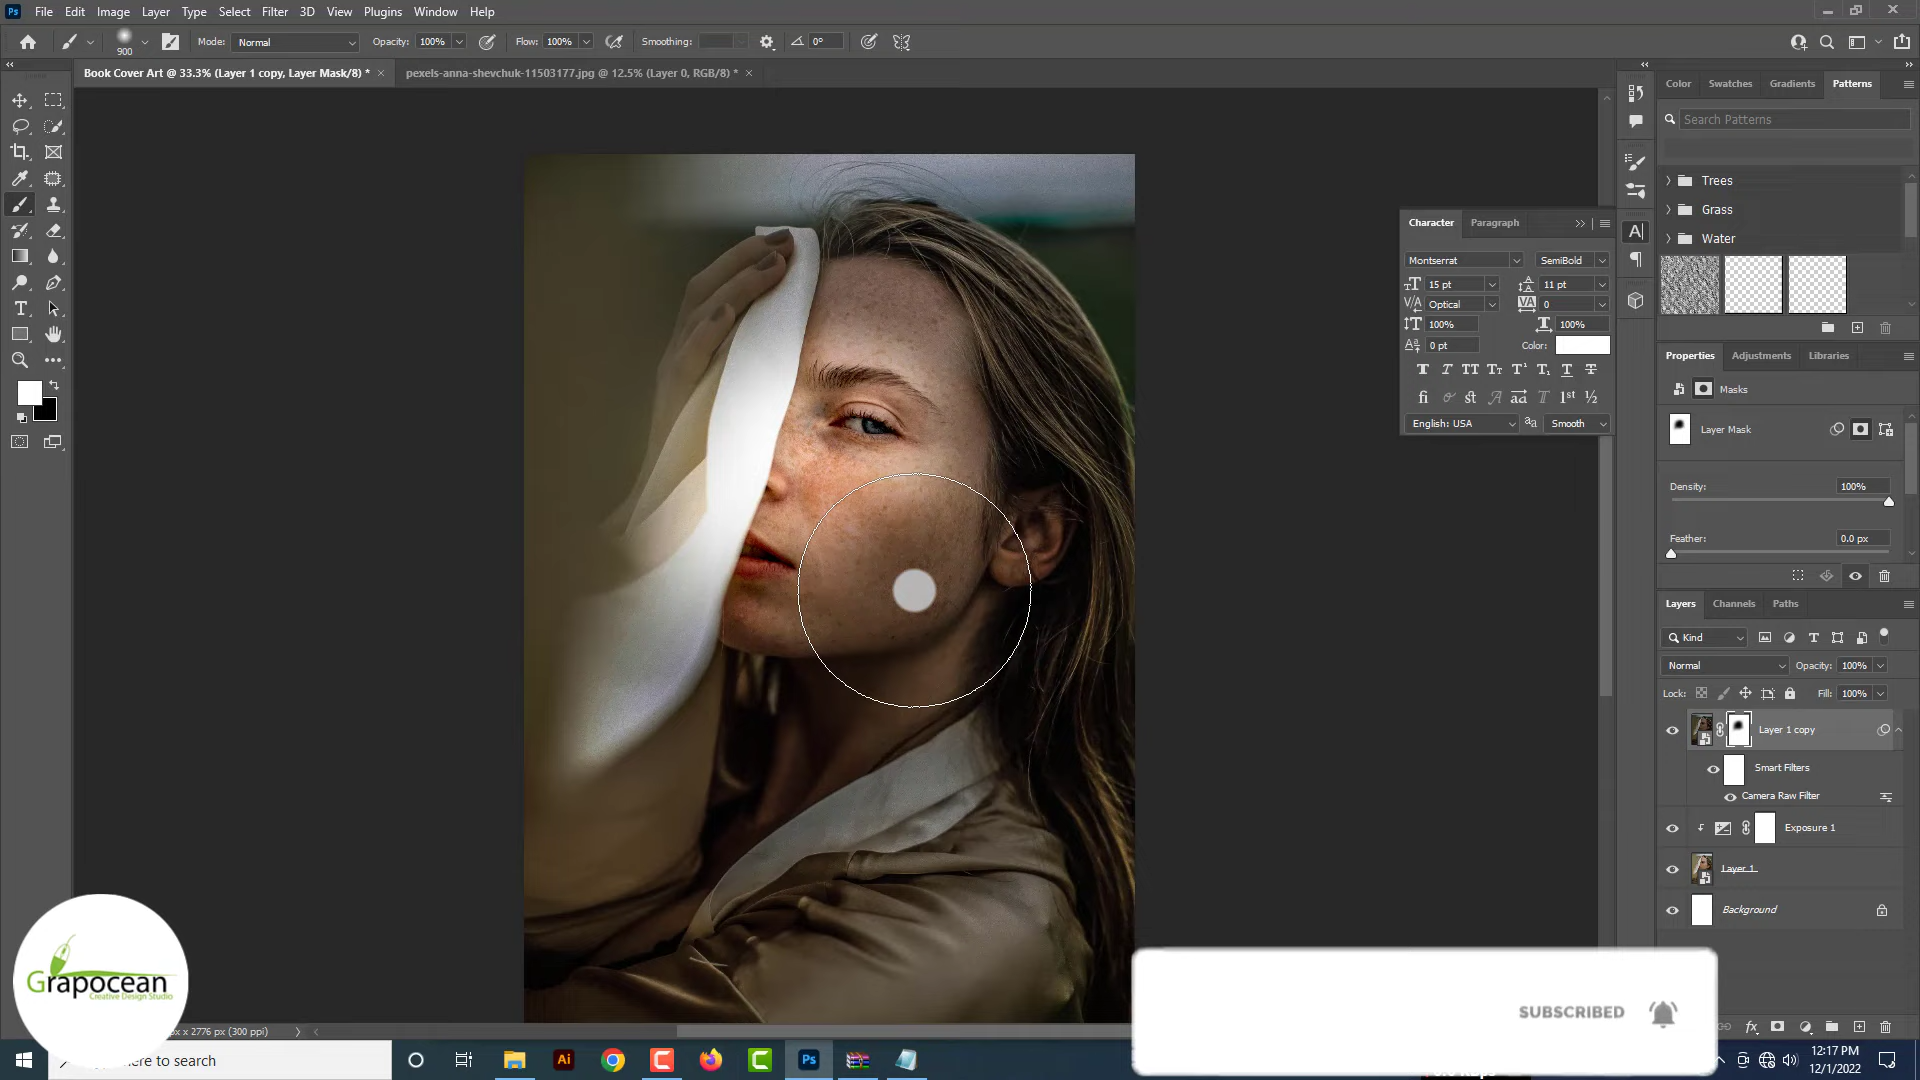 Ps File Edit Image Layer Type Select Filter 3D View Plugins Window Help
900 Mode: Normal Opacity: 100% Flow: 100% Smoothing: 0°
Book Cover Art @ 33.3% (Layer 1 copy, Layer Mask/8) * × pexels-anna-shevchuk-11503177.jpg @ 12.5% (Layer 0, RGB/8) * ×
Color Swatches Gradients Patterns
Search Patterns
Trees
Grass
Water
Character Paragraph
Montserrat SemiBold
15 pt 11 pt
Optical 0
100% 100%
0 pt Color:
English: USA Smooth
Properties Adjustments Libraries
Masks
Layer Mask
Density: 100%
Feather: 0.0 px
Layers Channels Paths
Kind
Normal Opacity: 100%
Lock: Fill: 100%
Layer 1 copy
Smart Filters
Camera Raw Filter
Exposure 1
Layer 1
Background
Grapocean
Creative Design Studio
px x 2776 px (300 ppi)
SUBSCRIBED
here to search
Ai Ps
12:17 PM
12/1/2022